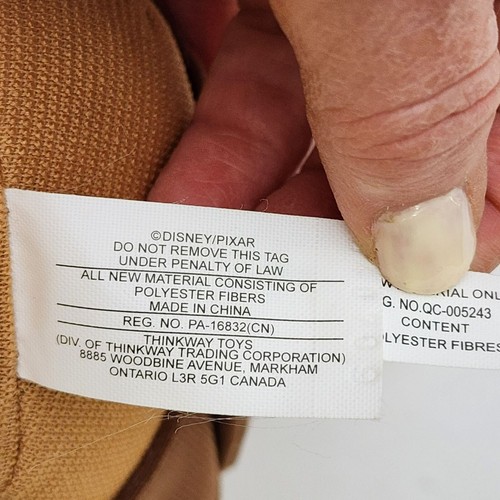 ©DISNEY/PIXAR
DO NOT REMOVE THIS TAG
UNDER PENALTY OF LAW
ALL NEW MATERIAL CONSISTING OF
POLYESTER FIBERS
MADE IN CHINA
REG. NO. PA-16832(CN)
THINKWAY TOYS
(DIV. OF THINKWAY TRADING CORPORATION)
8885 WOODBINE AVENUE, MARKHAM
ONTARIO L3R 5G1 CANADA
NO.QC-005243
CONTENT